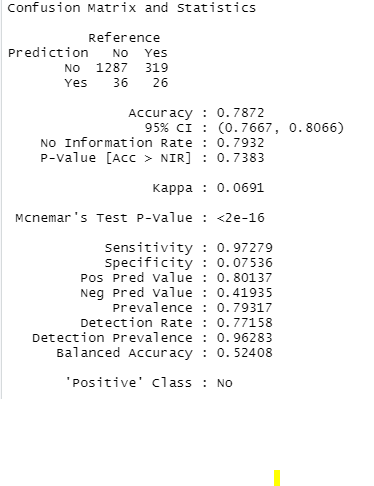 Confusion Matrix and Statistics
Reference
Prediction No Yes
No 1287 319
Yes 36 26
Accuracy : 0.7872
95% CI : (0.7667, 0.8066)
No Information Rate : 0.7932
P-Value [Acc > NIR] : 0.7383
Kappa : 0.0691
Mcnemar's Test P-Value : <2e-16
Sensitivity : 0.97279
Specificity : 0.07536
Pos Pred Value : 0.80137
Neg Pred Value : 0.41935
Prevalence : 0.79317
Detection Rate : 0.77158
Detection Prevalence : 0.96283
Balanced Accuracy : 0.52408
'Positive' Class : No